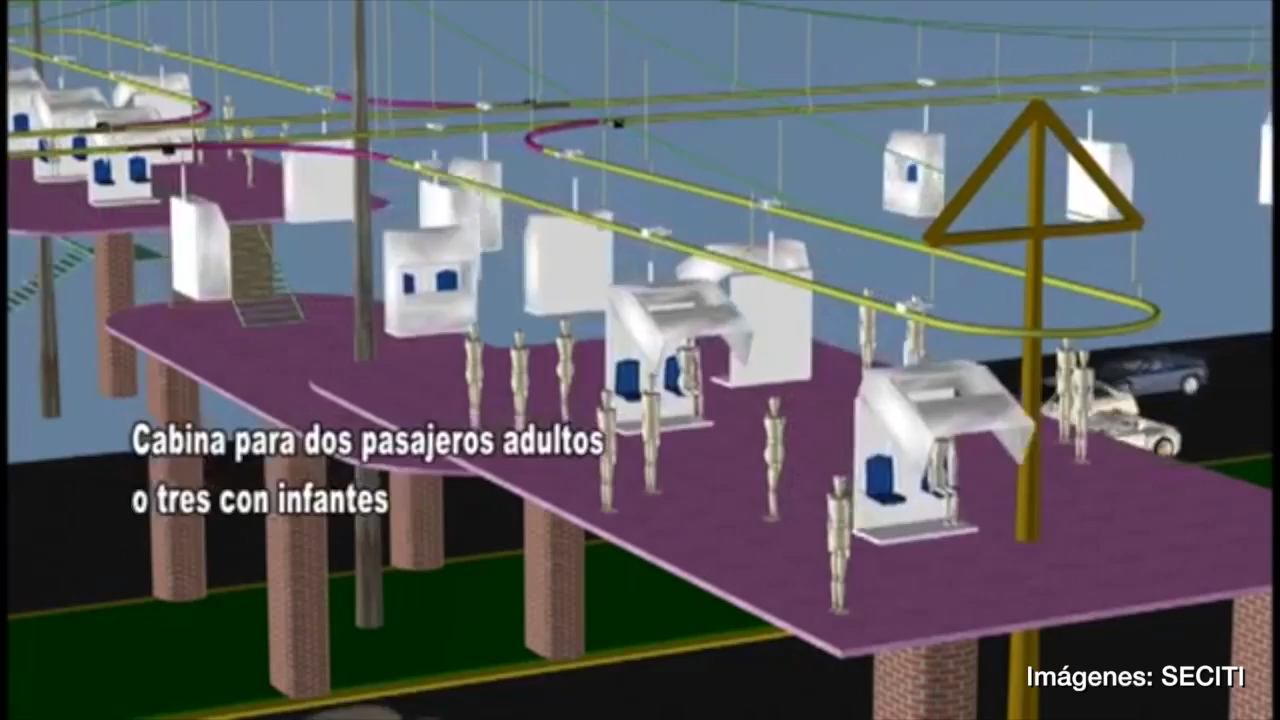 Cabina para dos pasajeros adultos
o tres con infantes
Imágenes: SECITI